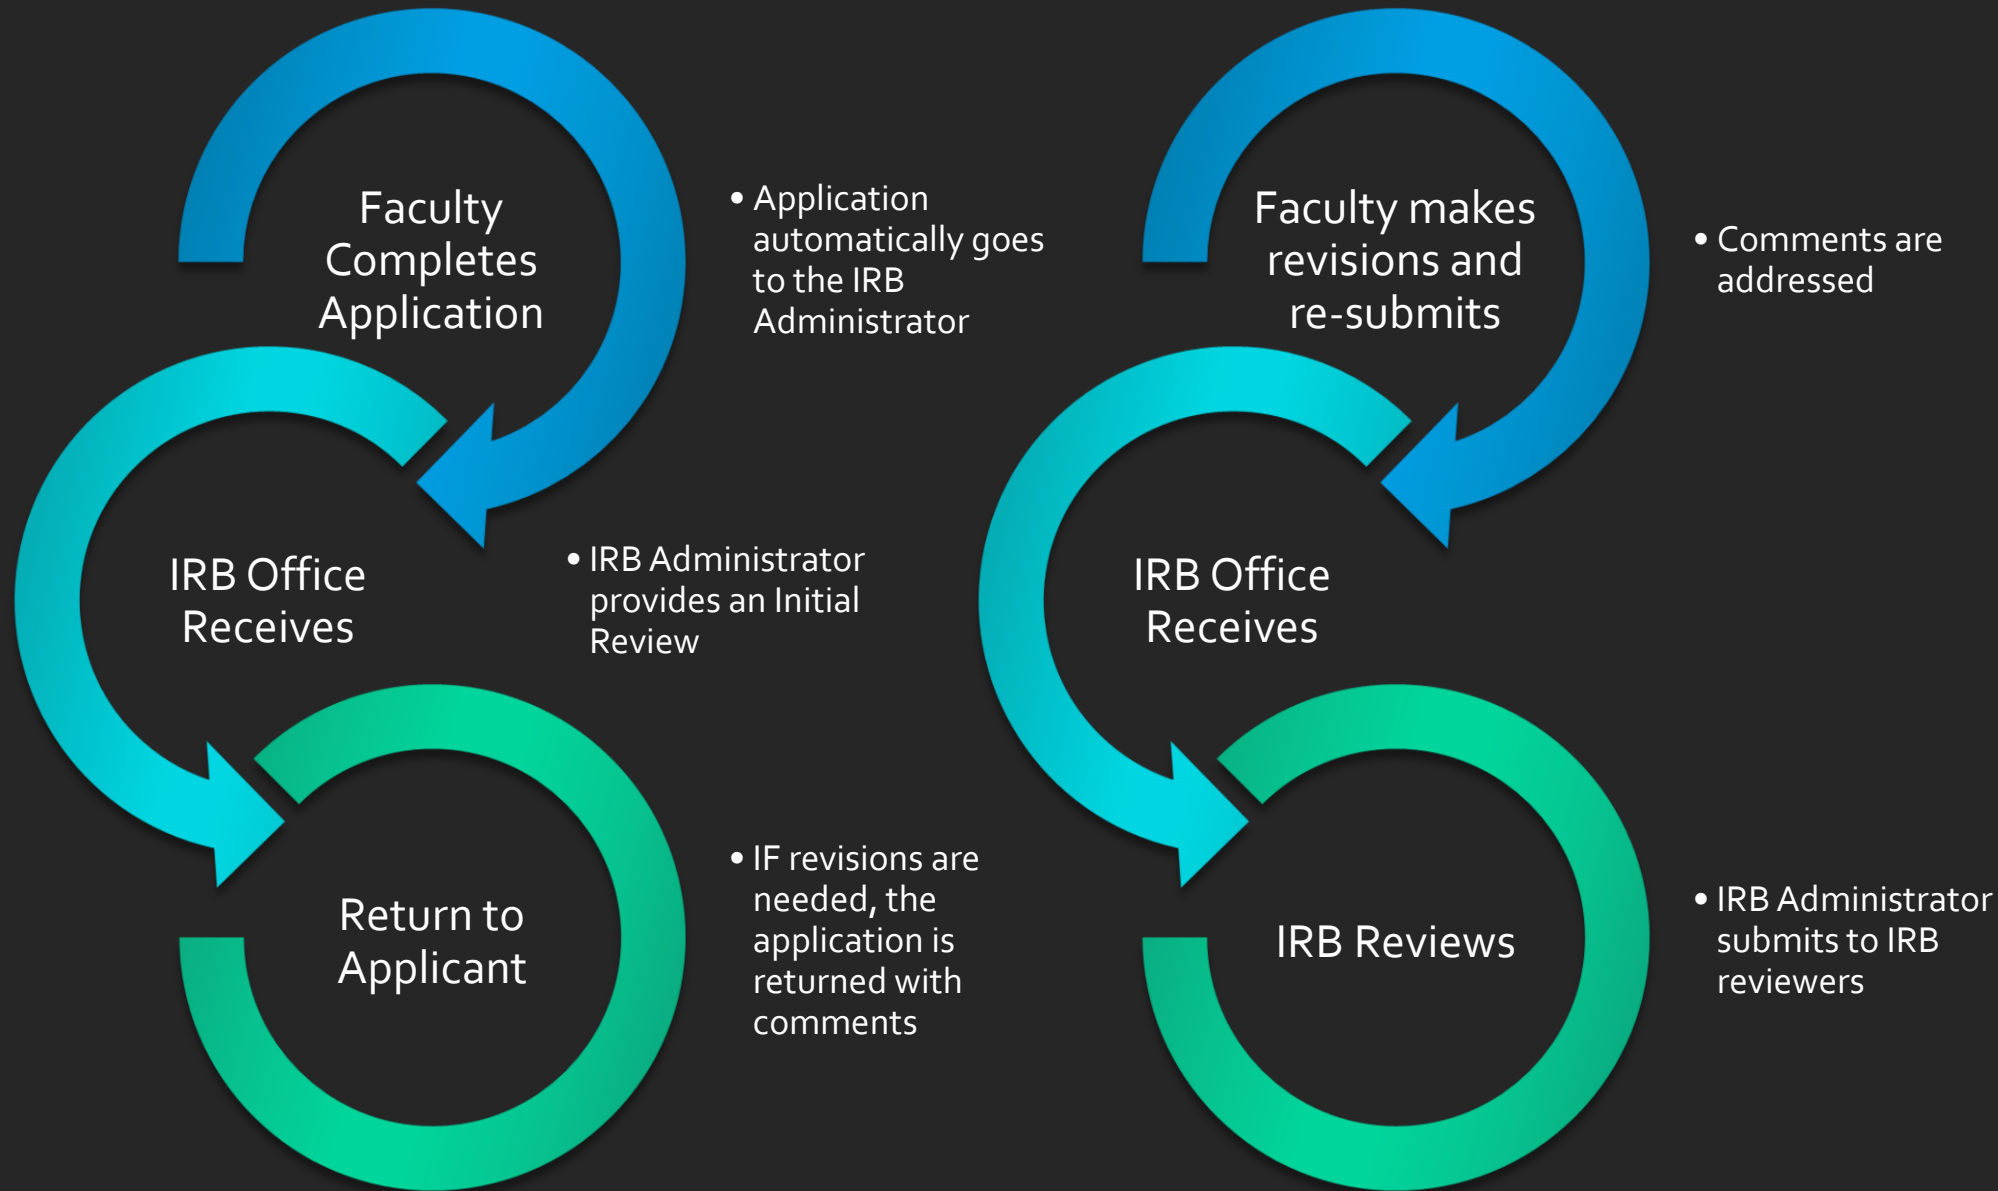 Faculty
Completes
Application
• Application
automatically goes
to the IRB
Administrator
IRB Office
Receives
• IRB Administrator
provides an Initial
Review
Return to
Applicant
• IF revisions are
needed, the
application is
returned with
comments
Faculty makes
revisions and
re-submits
• Comments are
addressed
IRB Office
Receives
IRB Reviews
• IRB Administrator
submits to IRB
reviewers